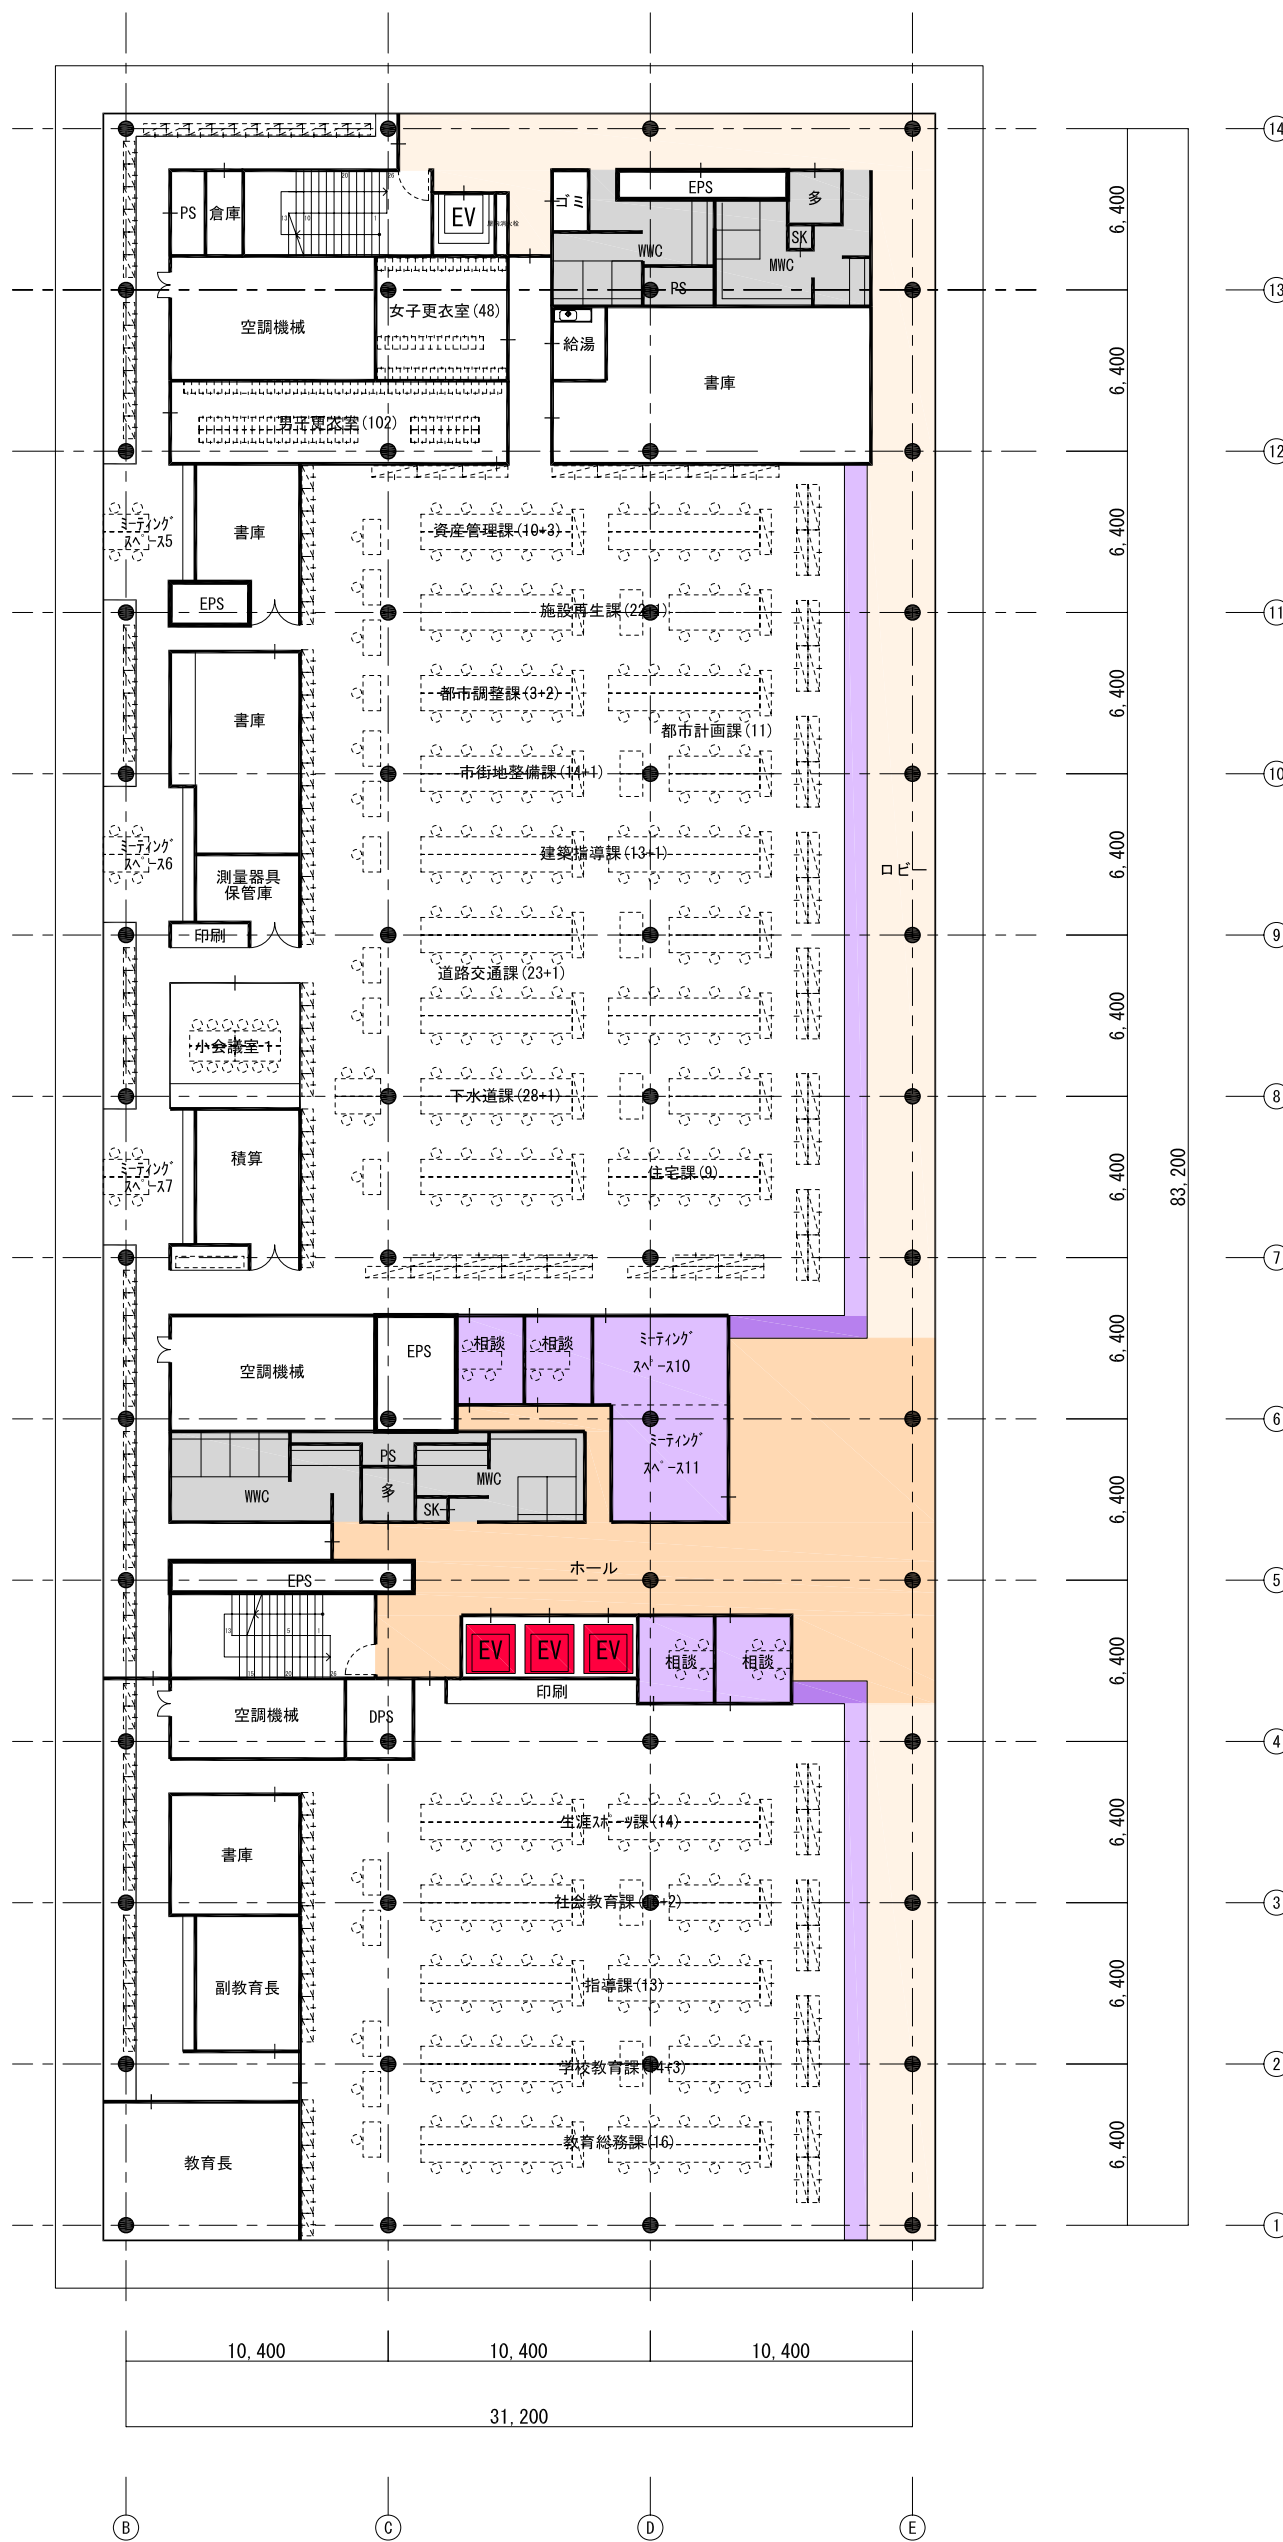 14
EPS
多
ゴミ
PS
倉庫
EV
SK
WWC
MWC
6,400
PS
13
女子更衣室(48)
空調機械
給湯
書庫
6,400
男子更衣室(102)
12
ミーティング
スペース5
書庫
資産管理課(10+3)
6,400
EPS
施設再生課(22+1)
11
書庫
都市調整課(3+2)
6,400
都市計画課(11)
市街地整備課(14+1)
10
ミーティング
スペース6
建築指導課(13+1)
6,400
ロビー
測量器具
保管庫
印刷
9
道路交通課(23+1)
6,400
小会議室1
下水道課(28+1)
8
ミーティング
スペース7
積算
住宅課(9)
6,400
83,200
7
相談
相談
ミーティング
スペース10
EPS
空調機械
6,400
6
ミーティング
スペース11
PS
WWC
多
MWC
SK
6,400
ホール
EPS
5
EV
EV
EV
相談
相談
6,400
印刷
空調機械
DPS
4
生涯スポーツ課(14)
6,400
書庫
社会教育課(16+2)
3
副教育長
指導課(13)
6,400
学校教育課(14+3)
2
教育長
教育総務課(16)
6,400
1
10,400
10,400
10,400
31,200
B
C
D
E